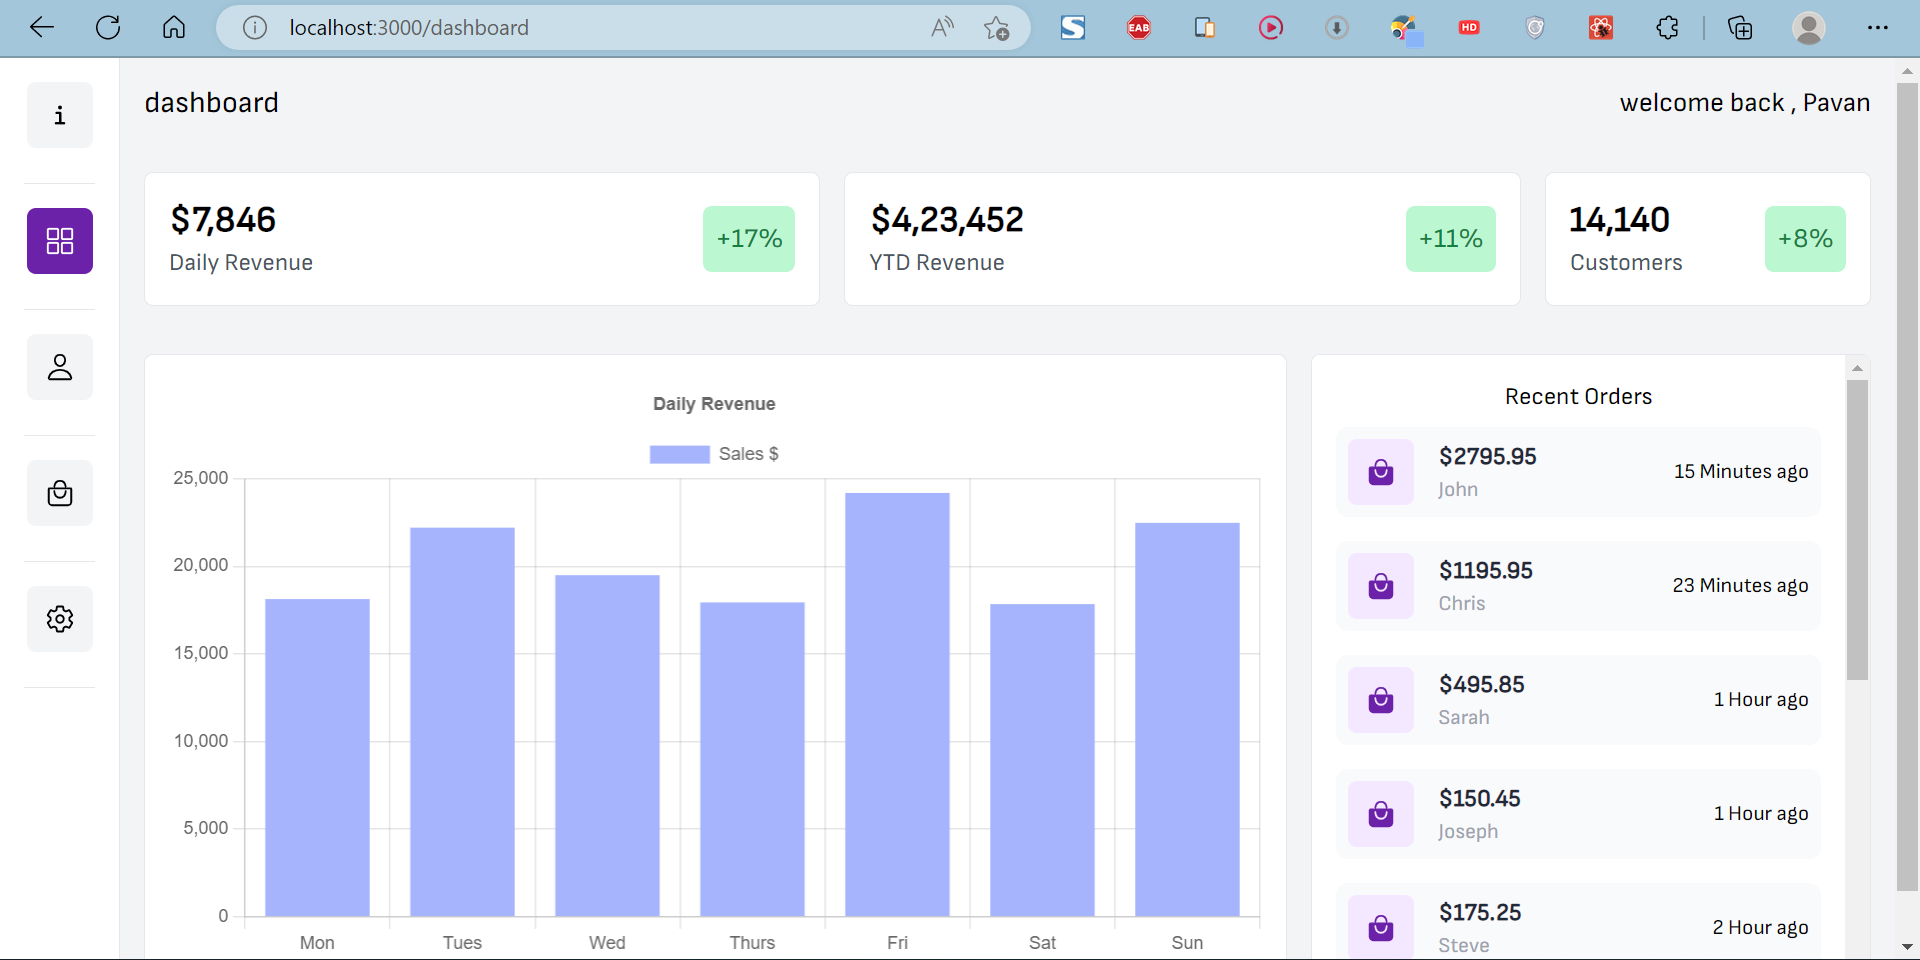 localhost:3000/dashboard
EAB
HD
dashboard
welcome back , Pavan
$7,846
Daily Revenue
+17%
$4,23,452
YTD Revenue
+11%
14,140
Customers
+8%
Daily Revenue
Sales $
25,000
20,000
15,000
10,000
5,000
0
Mon Tues Wed Thurs Fri Sat Sun
Recent Orders
$2795.95
John
15 Minutes ago
$1195.95
Chris
23 Minutes ago
$495.85
Sarah
1 Hour ago
$150.45
Joseph
1 Hour ago
$175.25
Steve
2 Hour ago